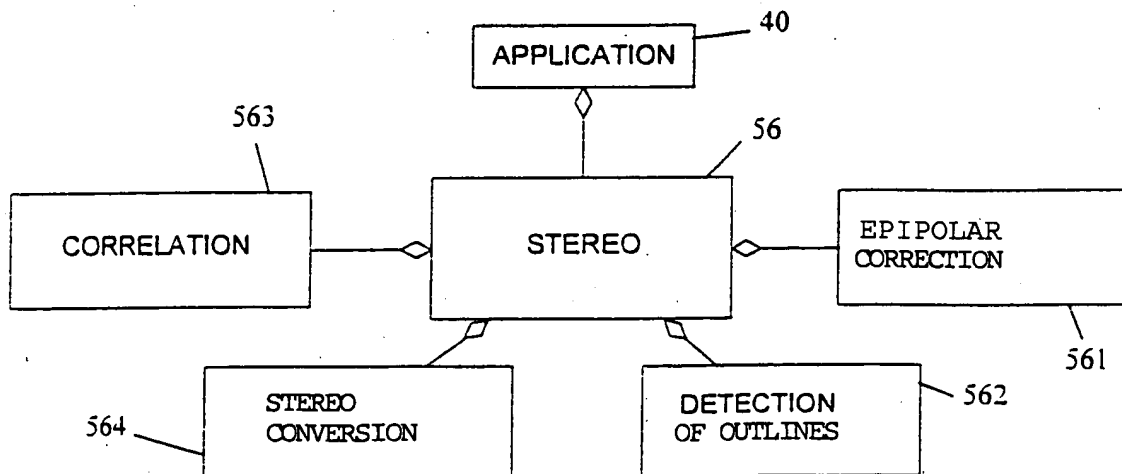 40
APPLICATION
563
56
CORRELATION
STEREO
EPIPOLAR
CORRECTION
561
564
STEREO
CONVERSION
DETECTION
OF OUTLINES
562